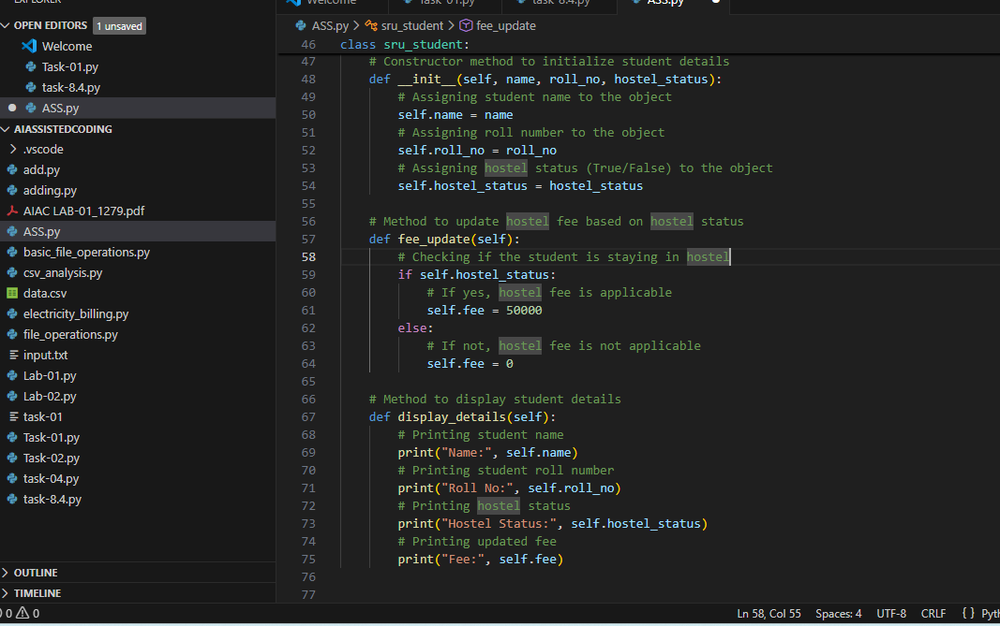 EXPLORER
OPEN EDITORS 1 unsaved
Welcome
Task-01.py
task-8.4.py
ASS.py
AIASSISTEDCODING
.vscode
add.py
adding.py
AIAC LAB-01_1279.pdf
ASS.py
basic_file_operations.py
csv_analysis.py
data.csv
electricity_billing.py
file_operations.py
input.txt
Lab-01.py
Lab-02.py
task-01
Task-01.py
Task-02.py
task-04.py
task-8.4.py
OUTLINE
TIMELINE
Welcome Task-01.py task-8.4.py ASS.py
ASS.py > sru_student > fee_update
46 class sru_student:
47 # Constructor method to initialize student details
48 def __init__(self, name, roll_no, hostel_status):
49 # Assigning student name to the object
50 self.name = name
51 # Assigning roll number to the object
52 self.roll_no = roll_no
53 # Assigning hostel status (True/False) to the object
54 self.hostel_status = hostel_status
55
56 # Method to update hostel fee based on hostel status
57 def fee_update(self):
58 # Checking if the student is staying in hostel
59 if self.hostel_status:
60 # If yes, hostel fee is applicable
61 self.fee = 50000
62 else:
63 # If not, hostel fee is not applicable
64 self.fee = 0
65
66 # Method to display student details
67 def display_details(self):
68 # Printing student name
69 print("Name:", self.name)
70 # Printing student roll number
71 print("Roll No:", self.roll_no)
72 # Printing hostel status
73 print("Hostel Status:", self.hostel_status)
74 # Printing updated fee
75 print("Fee:", self.fee)
76
77
0 0 Ln 58, Col 55 Spaces: 4 UTF-8 CRLF {} Pyth